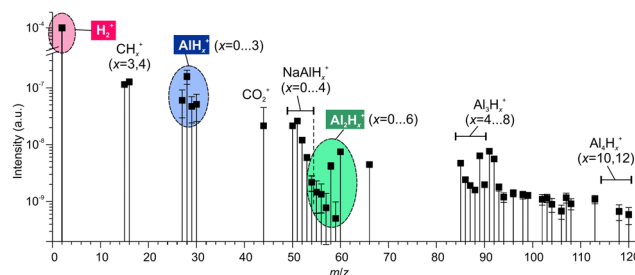 10⁻⁴
H₂⁺
CHₓ⁺
(x=3,4)
AlHₓ⁺ (x=0...3)
CO₂⁺
NaAlHₓ⁺
(x=0...4)
Al₂Hₓ⁺ (x=0...6)
Al₃Hₓ⁺
(x=4...8)
Al₄Hₓ⁺
(x=10,12)
Intensity (a.u.)
10⁻⁷
10⁻⁸
10⁻⁹
0 10 20 30 40 50 60 70 80 90 100 110 120
m/z